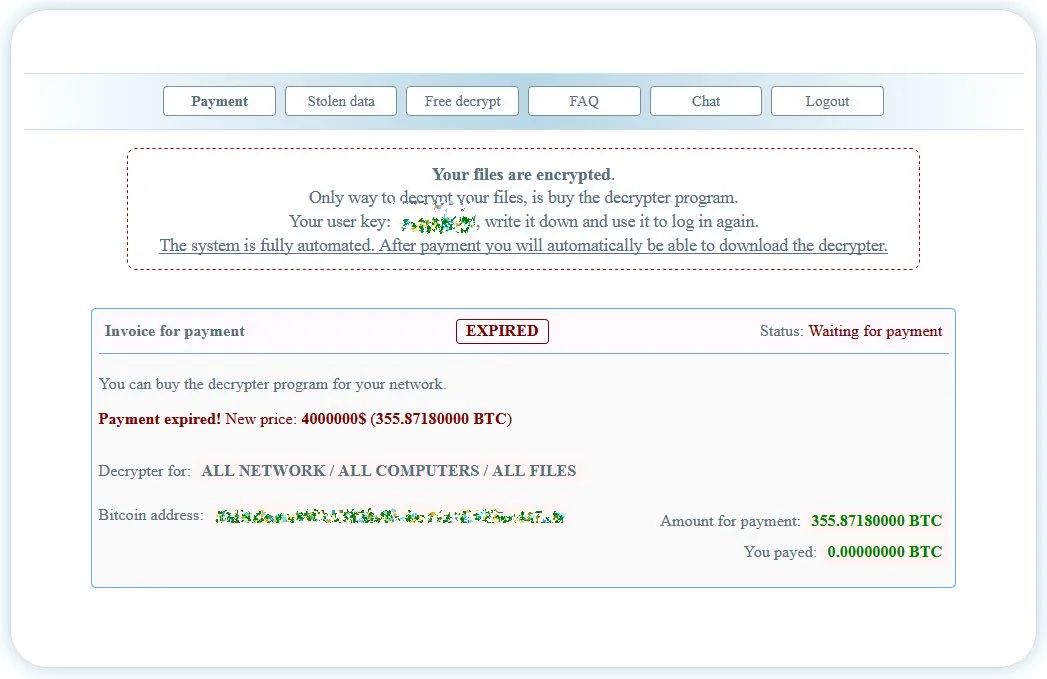 Payment Stolen data Free decrypt FAQ Chat Logout
Your files are encrypted.
Only way to decrypt your files, is buy the decrypter program.
Your user key: , write it down and use it to log in again.
The system is fully automated. After payment you will automatically be able to download the decrypter.
Invoice for payment EXPIRED Status: Waiting for payment
You can buy the decrypter program for your network.
Payment expired! New price: 4000000$ (355.87180000 BTC)
Decrypter for: ALL NETWORK / ALL COMPUTERS / ALL FILES
Bitcoin address:
Amount for payment: 355.87180000 BTC
You payed: 0.00000000 BTC